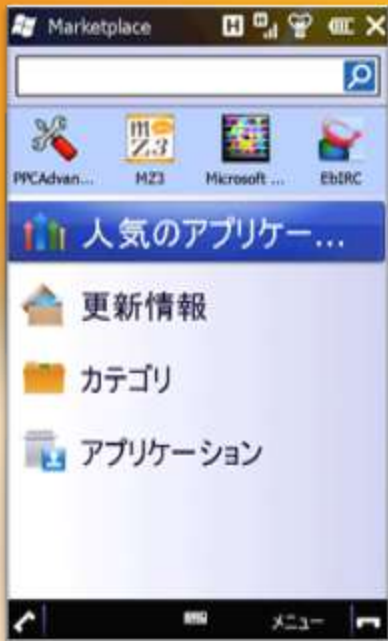 Marketplace
H
PPCAdvan...
MZ3
Microsoft ...
EbIRC
人気のアプリケー...
更新情報
カテゴリ
アプリケーション
メニュー